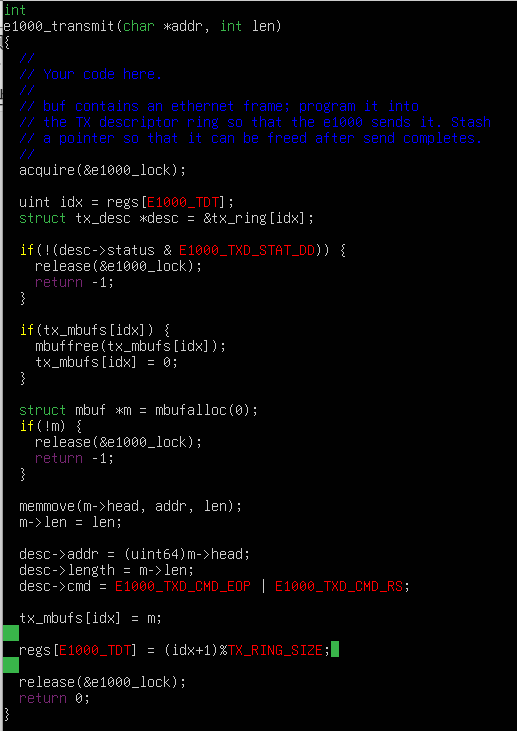 int
e1000_transmit(char *addr, int len)
{
  //
  // Your code here.
  //
  // buf contains an ethernet frame; program it into
  // the TX descriptor ring so that the e1000 sends it. Stash
  // a pointer so that it can be freed after send completes.
  //
  acquire(&e1000_lock);

  uint idx = regs[E1000_TDT];
  struct tx_desc *desc = &tx_ring[idx];

  if(!(desc->status & E1000_TXD_STAT_DD)) {
    release(&e1000_lock);
    return -1;
  }

  if(tx_mbufs[idx]) {
    mbuffree(tx_mbufs[idx]);
    tx_mbufs[idx] = 0;
  }

  struct mbuf *m = mbufalloc(0);
  if(!m) {
    release(&e1000_lock);
    return -1;
  }

  memmove(m->head, addr, len);
  m->len = len;

  desc->addr = (uint64)m->head;
  desc->length = m->len;
  desc->cmd = E1000_TXD_CMD_EOP | E1000_TXD_CMD_RS;

  tx_mbufs[idx] = m;

  regs[E1000_TDT] = (idx+1)%TX_RING_SIZE;

  release(&e1000_lock);
  return 0;
}